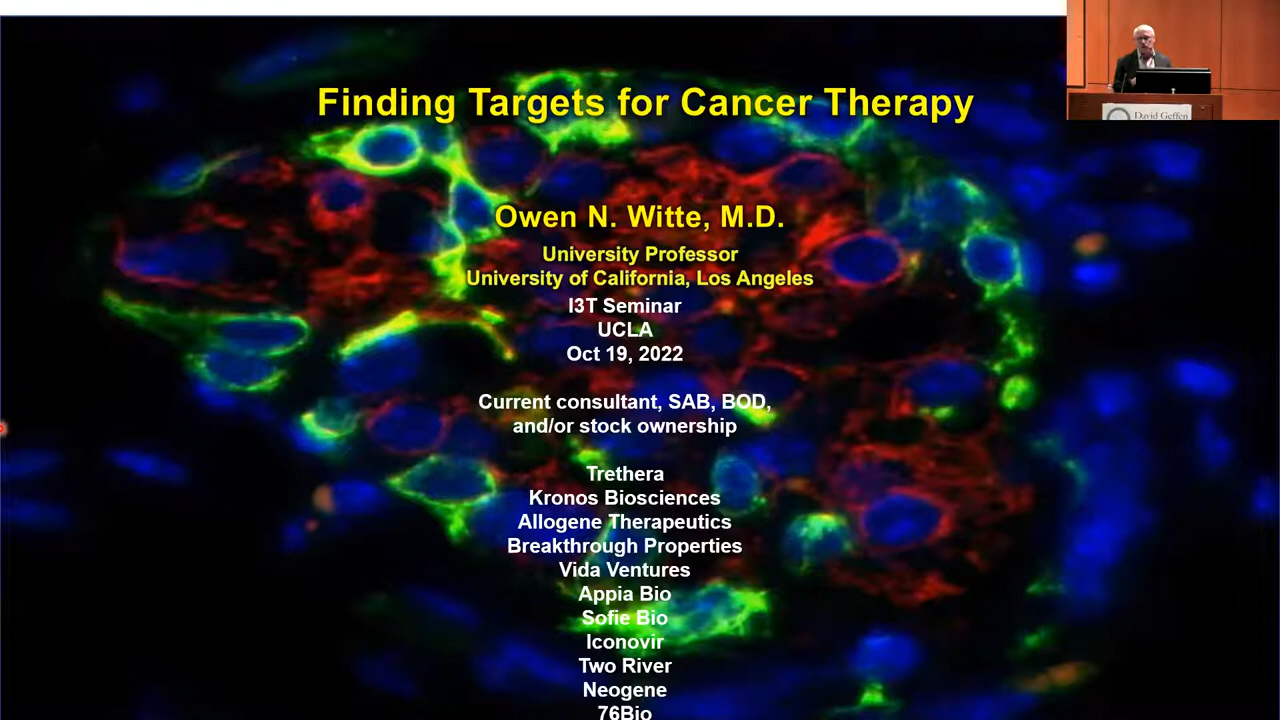 Finding Targets for Cancer Therapy
Owen N. Witte, M.D.
University Professor
University of California, Los Angeles
I3T Seminar
UCLA
Oct 19, 2022
Current consultant, SAB, BOD,
and/or stock ownership
Trethera
Kronos Biosciences
Allogene Therapeutics
Breakthrough Properties
Vida Ventures
Appia Bio
Sofie Bio
Iconovir
Two River
Neogene
76Bio
David Geffen